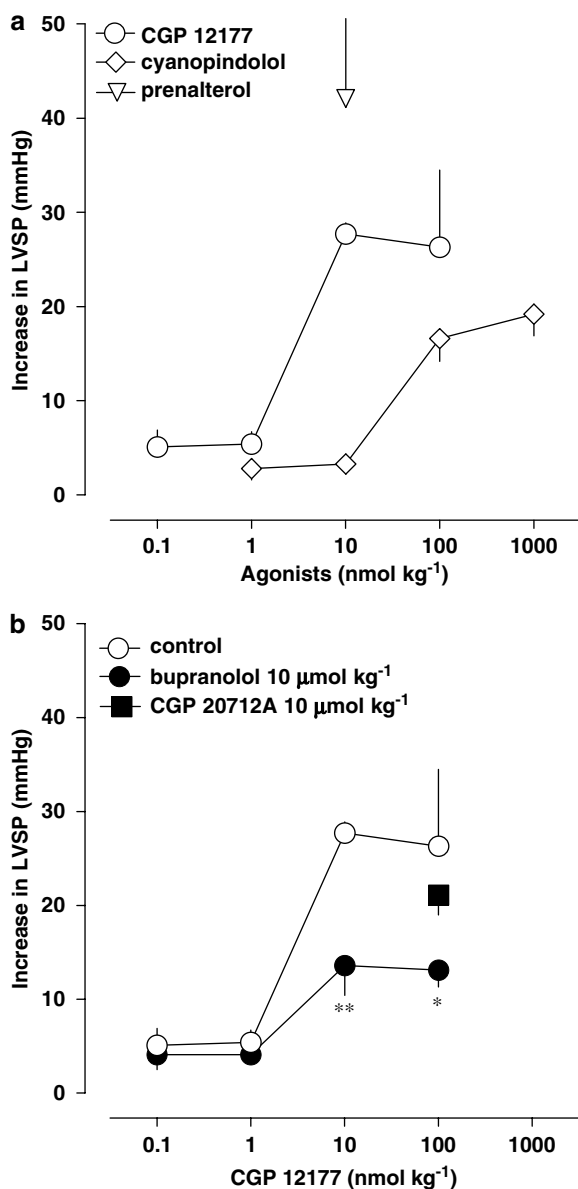 a
50
40
30
20
10
0
Increase in LVSP (mmHg)
CGP 12177
cyanopindolol
prenalterol
0.1 1 10 100 1000
Agonists (nmol kg⁻¹)
b
50
40
30
20
10
0
Increase in LVSP (mmHg)
control
bupranolol 10 μmol kg⁻¹
CGP 20712A 10 μmol kg⁻¹
** *
0.1 1 10 100 1000
CGP 12177 (nmol kg⁻¹)